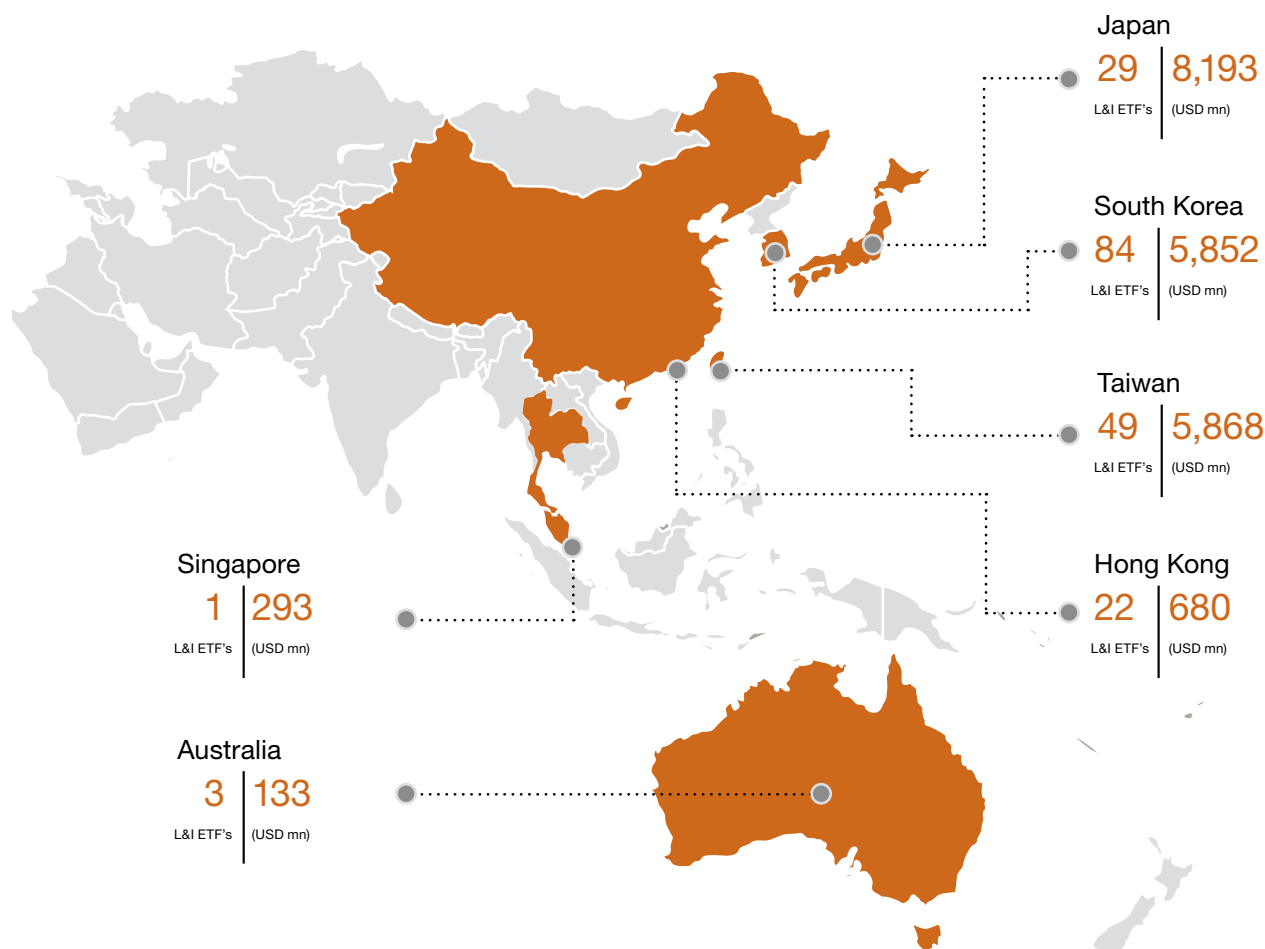 Japan
29 8,193
L&I ETF's (USD mn)
South Korea
84 5,852
L&I ETF's (USD mn)
Taiwan
49 5,868
L&I ETF's (USD mn)
Hong Kong
22 680
L&I ETF's (USD mn)
Singapore
1 293
L&I ETF's (USD mn)
Australia
3 133
L&I ETF's (USD mn)